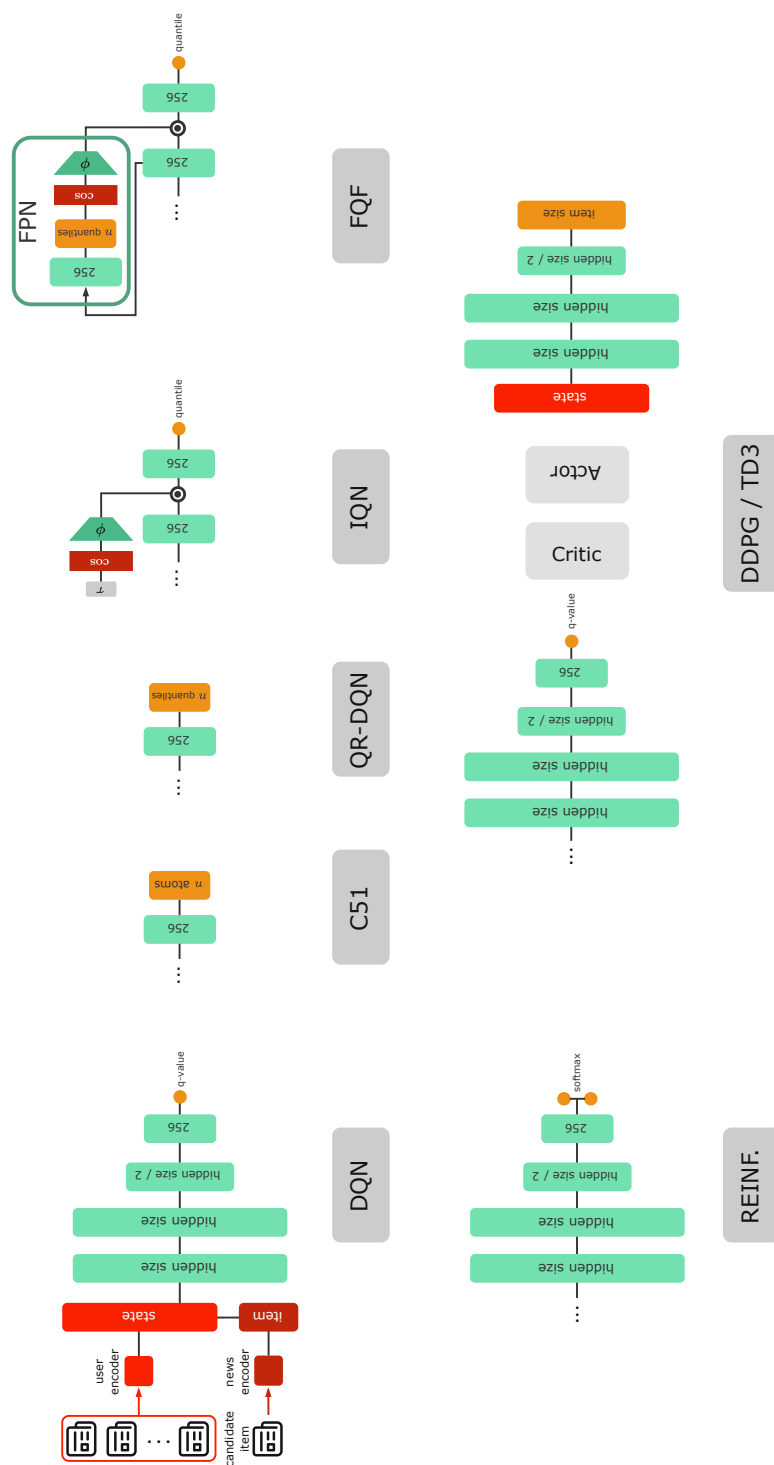 quantile
256
256
...
FPN
ϕ
cos
n quantiles
256
FQF
item size
hidden size / 2
hidden size
hidden size
state
quantile
256
256
...
ϕ
cos
τ
IQN
Actor
Critic
DDPG / TD3
n quantiles
256
...
QR-DQN
q-value
256
hidden size / 2
hidden size
hidden size
...
n atoms
256
...
C51
q-value
256
hidden size / 2
hidden size
hidden size
state
item
user
encoder
news
encoder
...
candidate
item
DQN
softmax
256
hidden size / 2
hidden size
hidden size
...
REINF.